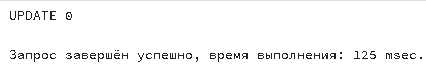 UPDATE 0
Запрос завершён успешно, время выполнения: 125 msec.